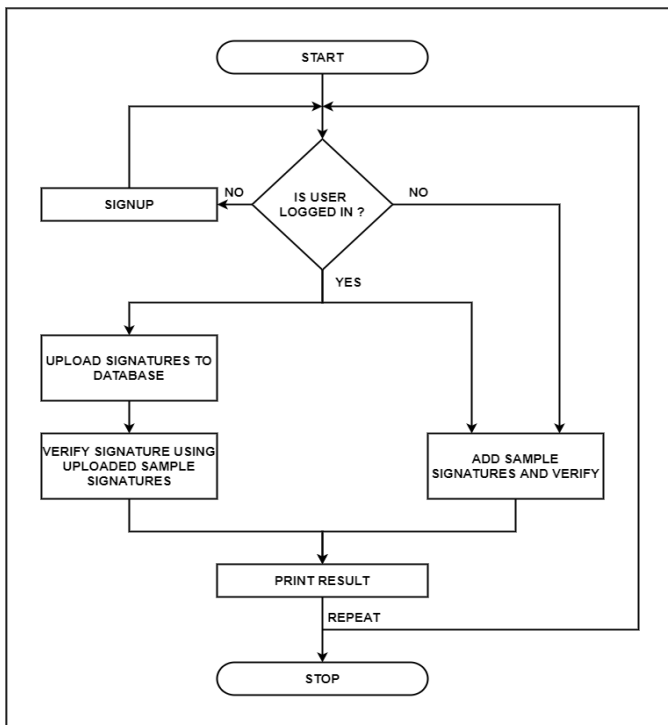 START
NO
NO
IS USER
LOGGED IN ?
SIGNUP
YES
UPLOAD SIGNATURES TO
DATABASE
VERIFY SIGNATURE USING
UPLOADED SAMPLE
SIGNATURES
ADD SAMPLE
SIGNATURES AND VERIFY
PRINT RESULT
REPEAT
STOP